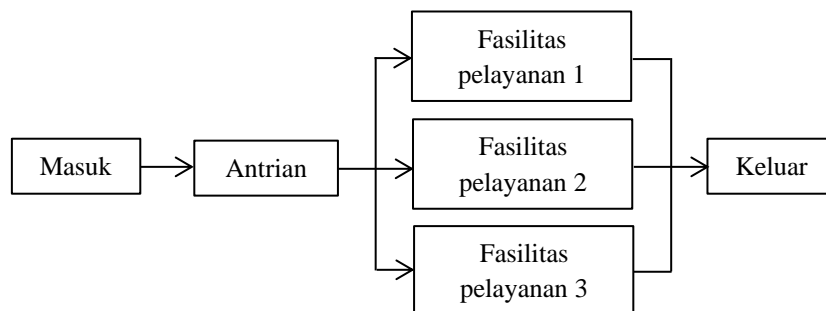 Masuk
Antrian
Fasilitas
pelayanan 1
Fasilitas
pelayanan 2
Fasilitas
pelayanan 3
Keluar